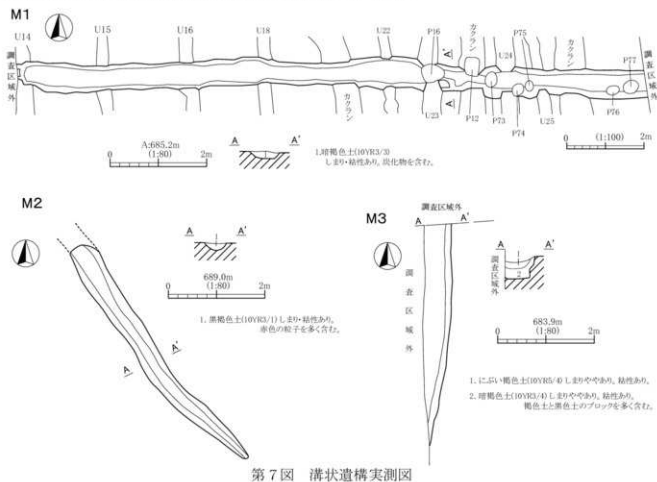 M1
U14
U15
U16
U18
U22
P16
A'
ガクラン
U24
P75
ガクラン
P77
調査区域外
調査区域外
ガクラン
U23
A
P12
P73
P74
U25
P76
A:685.2m
(1:80)
0 2m
A A'
1.暗褐色土(10YR3/3)
しまり・粘性あり。炭化物を含む。
(1:100)
0 2m
M2
A A'
689.0m
(1:80)
0 2m
1. 黒褐色土(10YR3/1)しまり・粘性あり。
赤色の粒子を多く含む。
A'
A
M3
調査区域外
A A'
調査区域外
A A'
調査区域外
1
2
683.9m
(1:80)
0 2m
1. にぶい褐色土(10YR5/4)しまりややあり。粘性あり。
2. 暗褐色土(10YR3/4)しまりややあり。粘性あり。
褐色土と黒色土のブロックを多く含む。
第7図 溝状遺構実測図